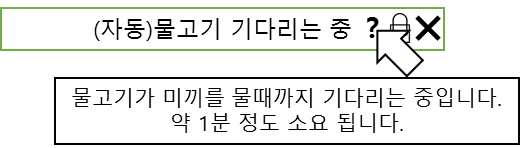 (자동)물고기 기다리는 중 ?
물고기가 미끼를 물때까지 기다리는 중입니다.
약 1분 정도 소요 됩니다.